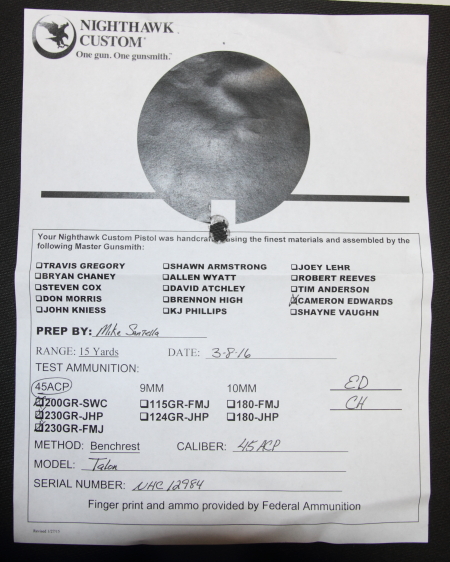 NIGHTHAWK
CUSTOM
One gun. One gunsmith.™
Your Nighthawk Custom Pistol was handcrafted using the finest materials and assembled by the
following Master Gunsmith:
❑TRAVIS GREGORY ❑SHAWN ARMSTRONG ❑JOEY LEHR
❑BRYAN CHANEY ❑ALLEN WYATT ❑ROBERT REEVES
❑STEVEN COX ❑DAVID ATCHLEY ❑TIM ANDERSON
❑DON MORRIS ❑BRENNON HIGH ❑CAMERON EDWARDS
❑JOHN KNIESS ❑KJ PHILLIPS ❑SHAYNE VAUGHN
PREP BY: Mike
RANGE: 15 Yards DATE: 3-8-16
TEST AMMUNITION:
45ACP 9MM 10MM ED
❑200GR-SWC ❑115GR-FMJ ❑180-FMJ CH
❑230GR-JHP ❑124GR-JHP ❑180-JHP
❑230GR-FMJ
METHOD: Benchrest CALIBER: 45ACP
MODEL: Talon
SERIAL NUMBER: NHC12984
Finger print and ammo provided by Federal Ammunition